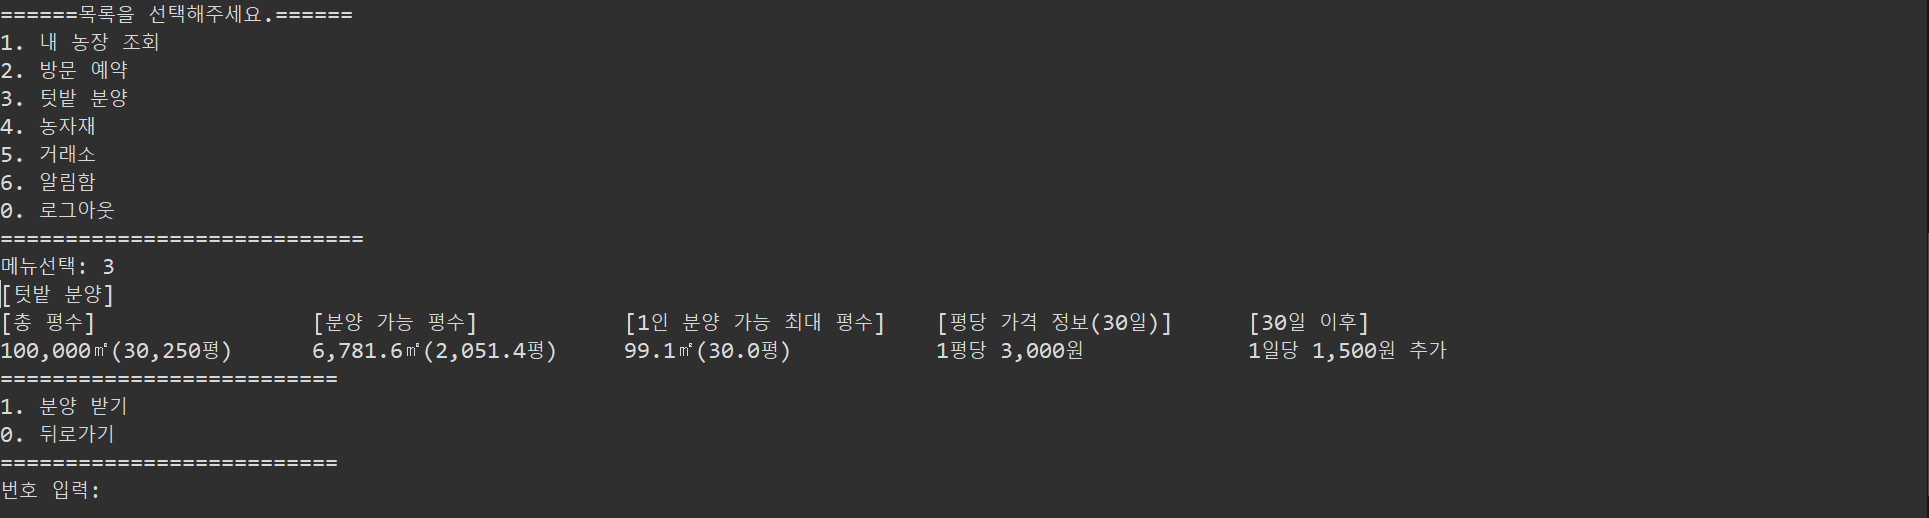 ======목록을 선택해주세요.======
1. 내 농장 조회
2. 방문 예약
3. 텃밭 분양
4. 농자재
5. 거래소
6. 알림함
0. 로그아웃
============================
메뉴선택: 3
[텃밭 분양]
[총 평수] [분양 가능 평수] [1인 분양 가능 최대 평수] [평당 가격 정보(30일)] [30일 이후]
100,000㎡(30,250평) 6,781.6㎡(2,051.4평) 99.1㎡(30.0평) 1평당 3,000원 1일당 1,500원 추가
==========================
1. 분양 받기
0. 뒤로가기
==========================
번호 입력: